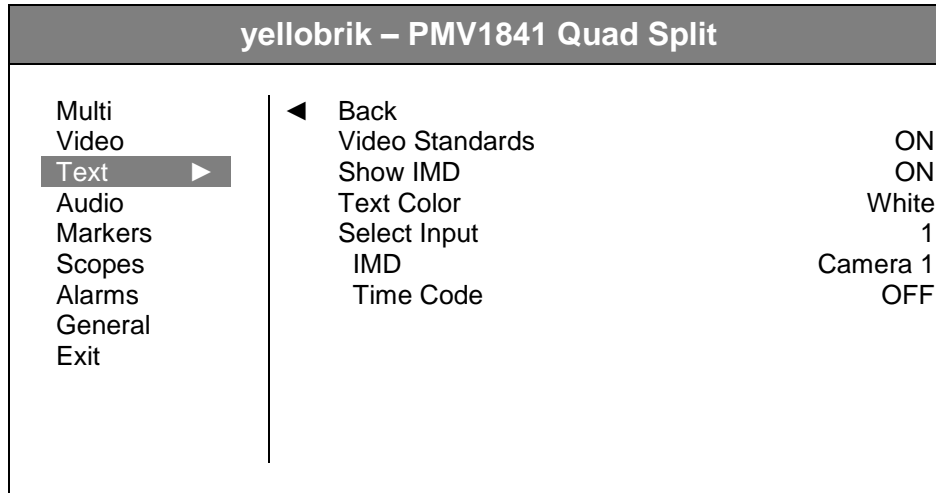 yellobrik – PMV1841 Quad Split
Multi
Video
Text ►
Audio
Markers
Scopes
Alarms
General
Exit
◄ Back
Video Standards ON
Show IMD ON
Text Color White
Select Input 1
IMD Camera 1
Time Code OFF